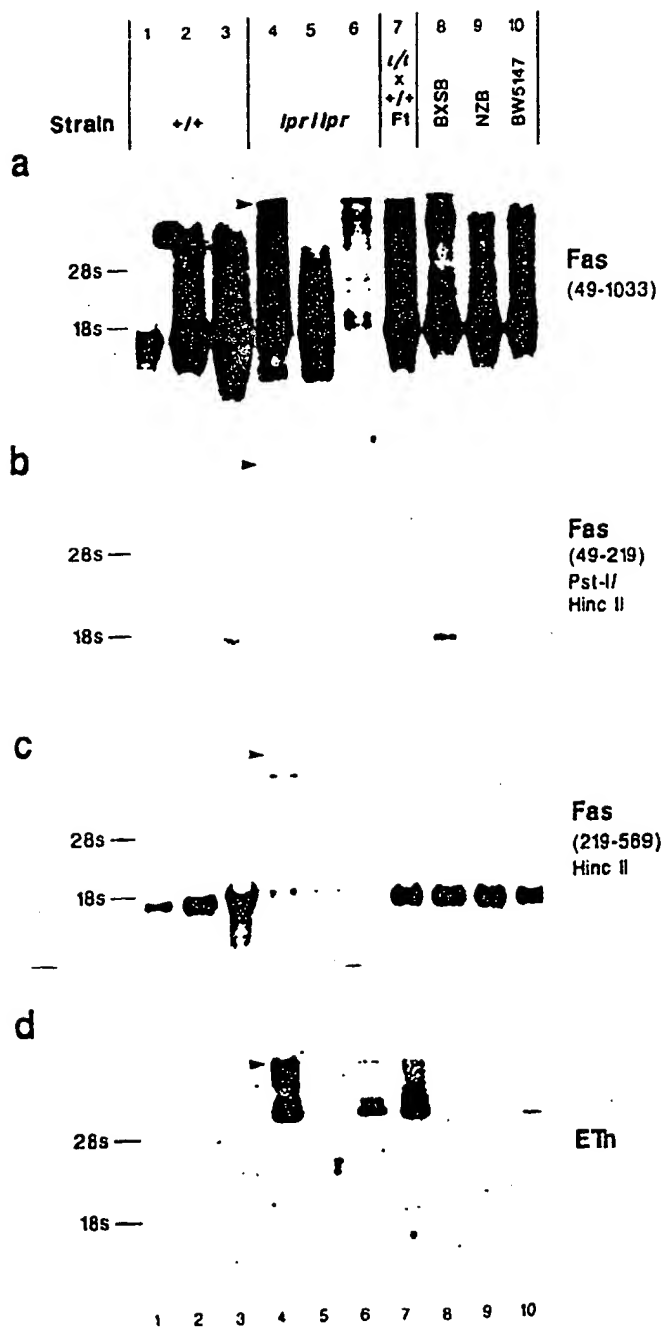 1 2 3 4 5 6 7 8 9 10
Strain +/+ lpr/lpr l/l x +/+ F1 BXSB NZB BW5147
a
28s
18s
Fas
(49-1033)
b
28s
18s
Fas
(49-219)
Pst-I/
Hinc II
c
28s
18s
Fas
(219-569)
Hinc II
d
28s
18s
ETn
1 2 3 4 5 6 7 8 9 10